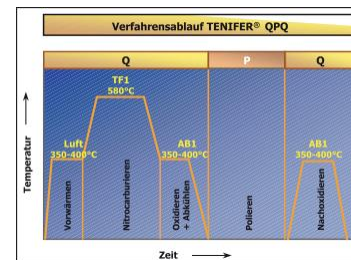 Verfahrensablauf TENIFER® QPQ
Q
P
Q
TF1
580°C
Luft
350-400°C
AB1
350-400°C
AB1
350-400°C
Temperatur
Vorwärmen
Nitrocarburieren
Oxidieren
+ Abkühlen
Polieren
Nachoxidieren
Zeit